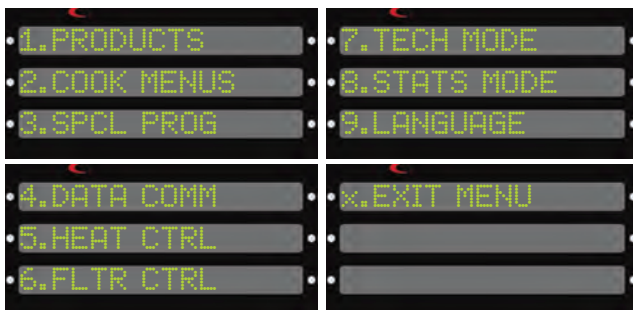 1.PRODUCTS
2.COOK MENUS
3.SPCL PROG
4.DATA COMM
5.HEAT CTRL
6.FLTR CTRL
7.TECH MODE
8.STATS MODE
9.LANGUAGE
x.EXIT MENU